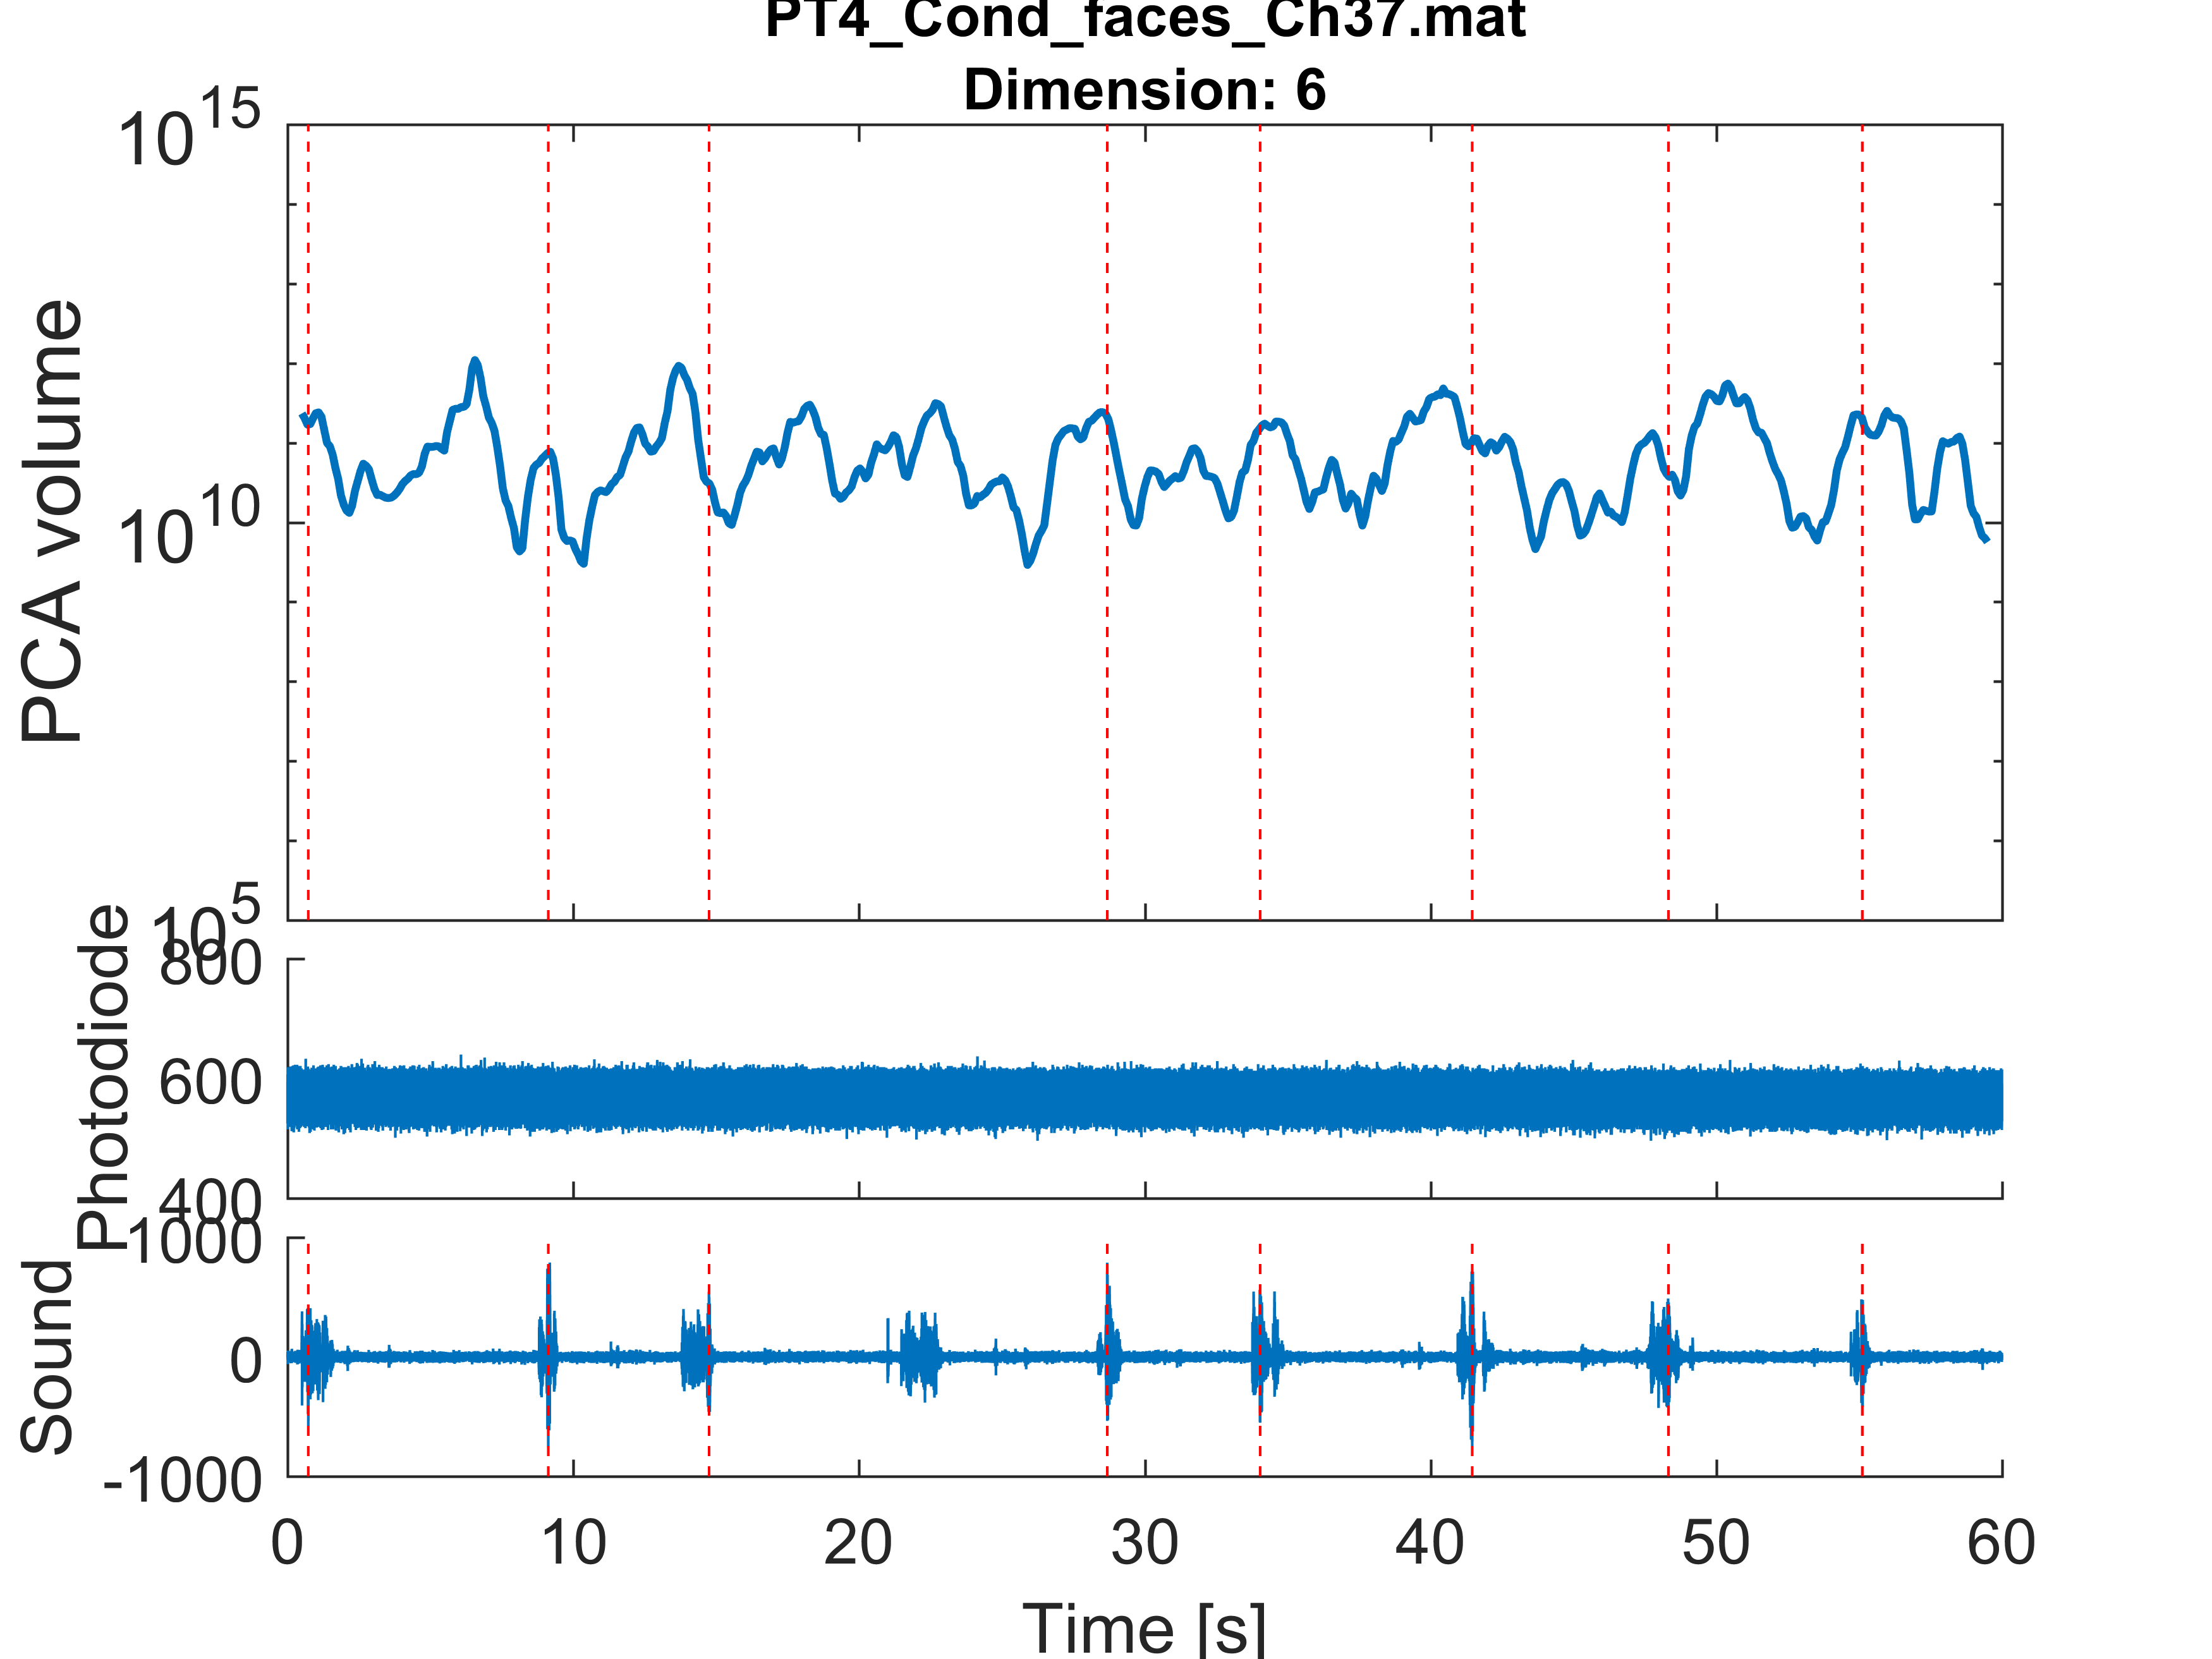 PT4_Cond_faces_Ch37.mat
Dimension: 6
PCA volume
10^15
10^10
10^5
Photodiode
800
600
400
Sound
1000
0
-1000
0 10 20 30 40 50 60
Time [s]